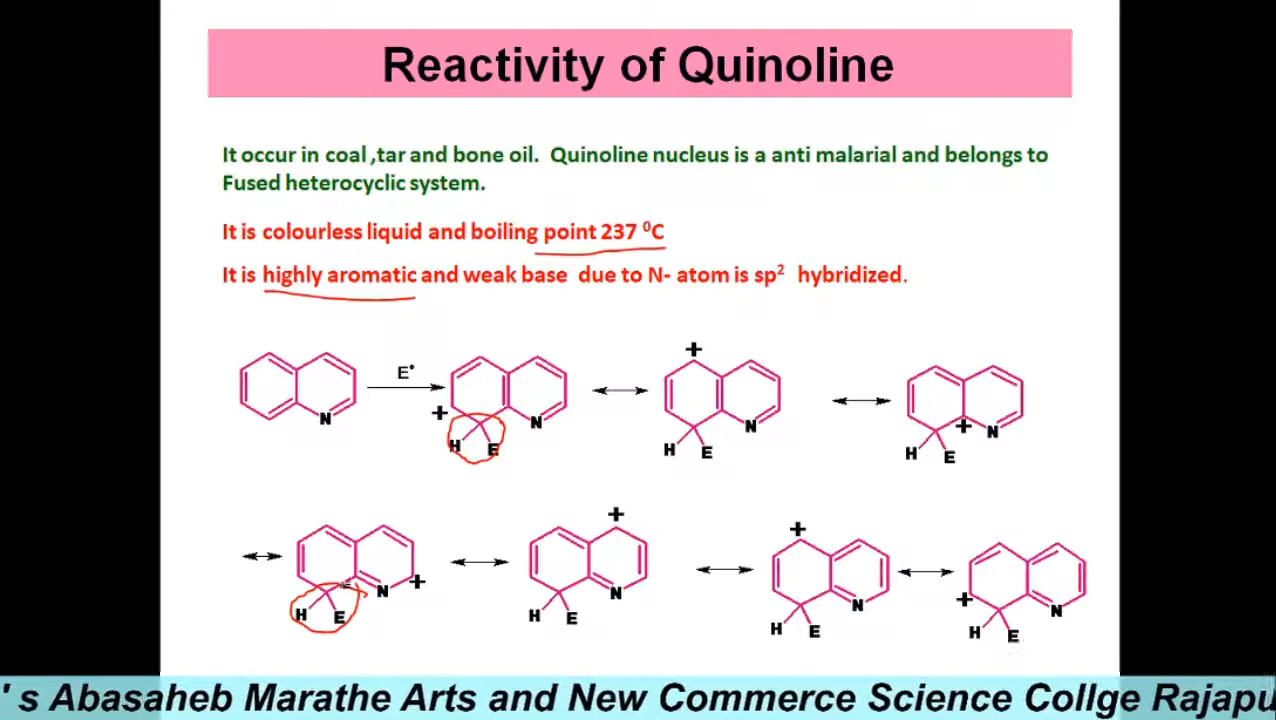 Reactivity of Quinoline
It occur in coal ,tar and bone oil. Quinoline nucleus is a anti malarial and belongs to
Fused heterocyclic system.
It is colourless liquid and boiling point 237 ⁰C
It is highly aromatic and weak base due to N- atom is sp² hybridized.
N
E⁺
+
H
E
N
+
H
E
N
+
H
E
N
+
H
E
N
+
H
E
N
+
H
E
N
+
H
E
N
' s Abasaheb Marathe Arts and New Commerce Science Collge Rajapu